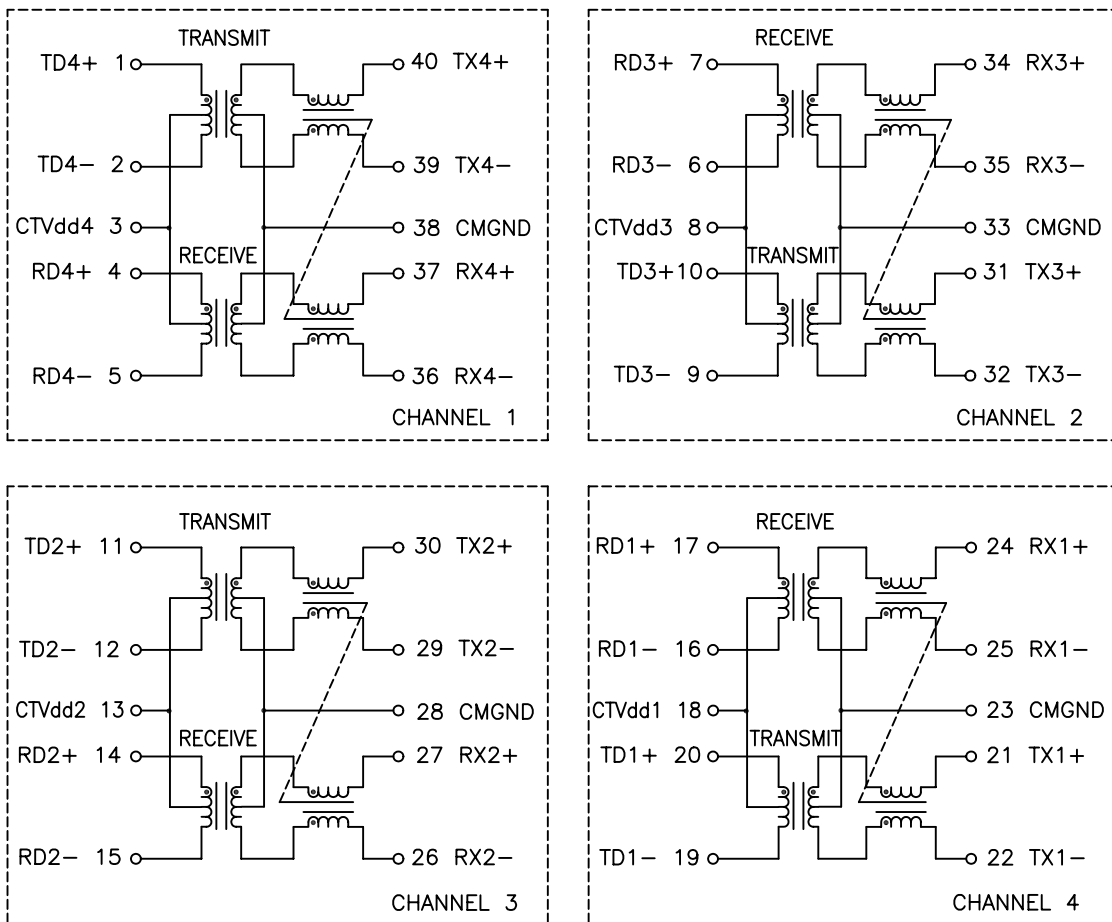 TRANSMIT
TD4+ 1
40 TX4+
TD4- 2
39 TX4-
CTVdd4 3
38 CMGND
RECEIVE
RD4+ 4
37 RX4+
RD4- 5
36 RX4-
CHANNEL 1
RECEIVE
RD3+ 7
34 RX3+
RD3- 6
35 RX3-
CTVdd3 8
33 CMGND
TRANSMIT
TD3+ 10
31 TX3+
TD3- 9
32 TX3-
CHANNEL 2
TRANSMIT
TD2+ 11
30 TX2+
TD2- 12
29 TX2-
CTVdd2 13
28 CMGND
RECEIVE
RD2+ 14
27 RX2+
RD2- 15
26 RX2-
CHANNEL 3
RECEIVE
RD1+ 17
24 RX1+
RD1- 16
25 RX1-
CTVdd1 18
23 CMGND
TRANSMIT
TD1+ 20
21 TX1+
TD1- 19
22 TX1-
CHANNEL 4